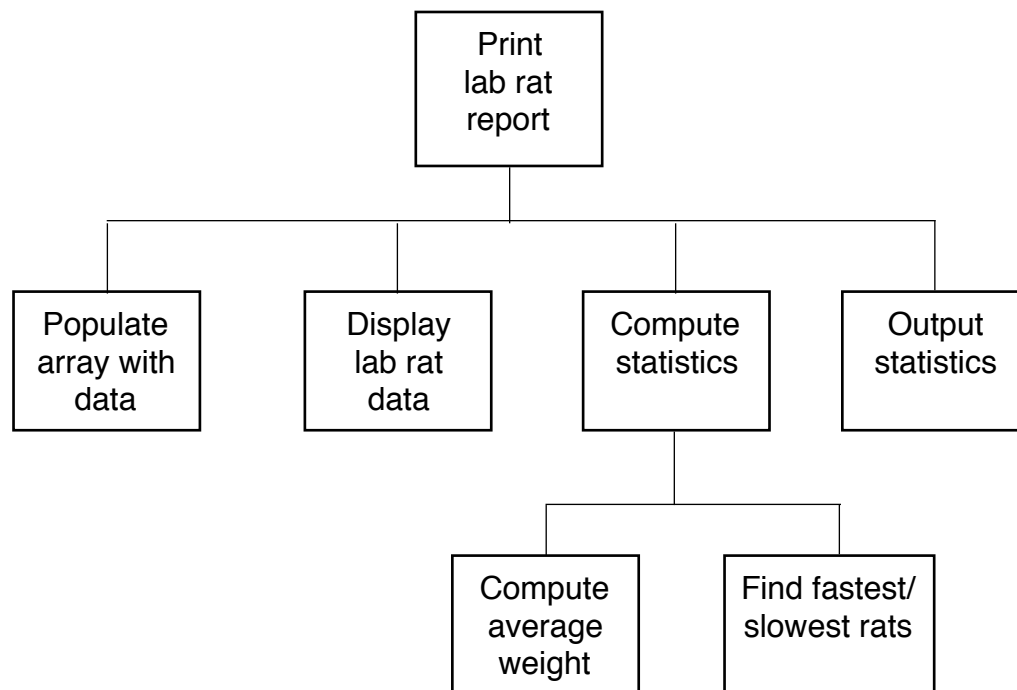 Print
lab rat
report
Populate
array with
data
Display
lab rat
data
Compute
statistics
Output
statistics
Compute
average
weight
Find fastest/
slowest rats